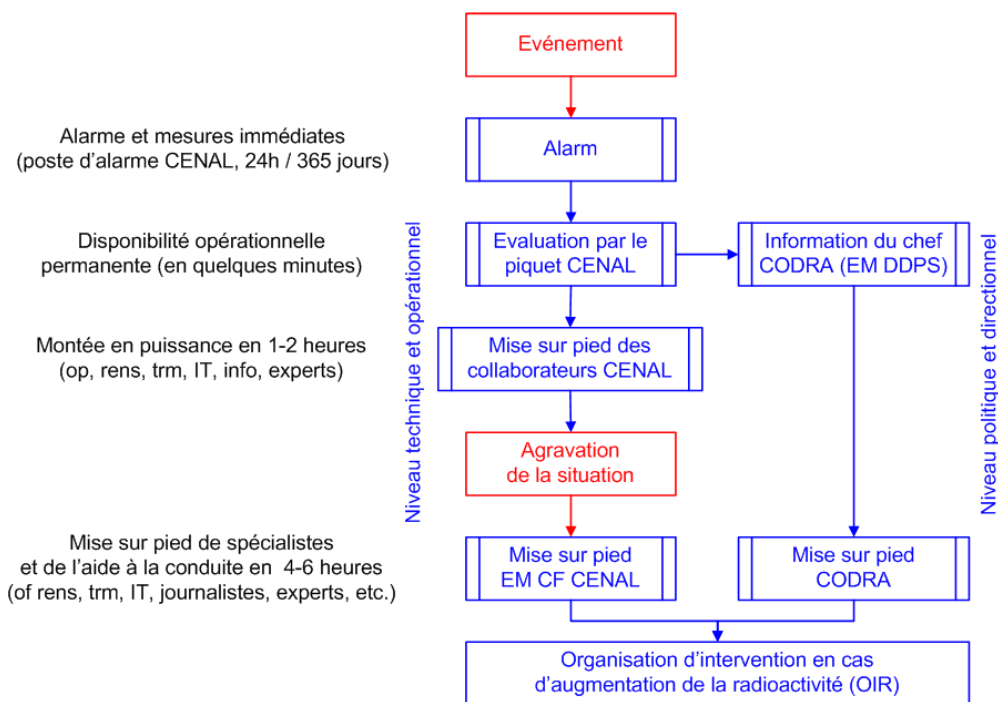 Evénement
Alarme et mesures immédiates
(poste d'alarme CENAL, 24h / 365 jours)
Alarm
Disponibilité opérationnelle
permanente (en quelques minutes)
Niveau technique et opérationnel
Evaluation par le
piquet CENAL
Information du chef
CODRA (EM DDPS)
Niveau politique et directionnel
Montée en puissance en 1-2 heures
(op, rens, trm, IT, info, experts)
Mise sur pied des
collaborateurs CENAL
Agravation
de la situation
Mise sur pied de spécialistes
et de l'aide à la conduite en 4-6 heures
(of rens, trm, IT, journalistes, experts, etc.)
Mise sur pied
EM CF CENAL
Mise sur pied
CODRA
Organisation d'intervention en cas
d'augmentation de la radioactivité (OIR)